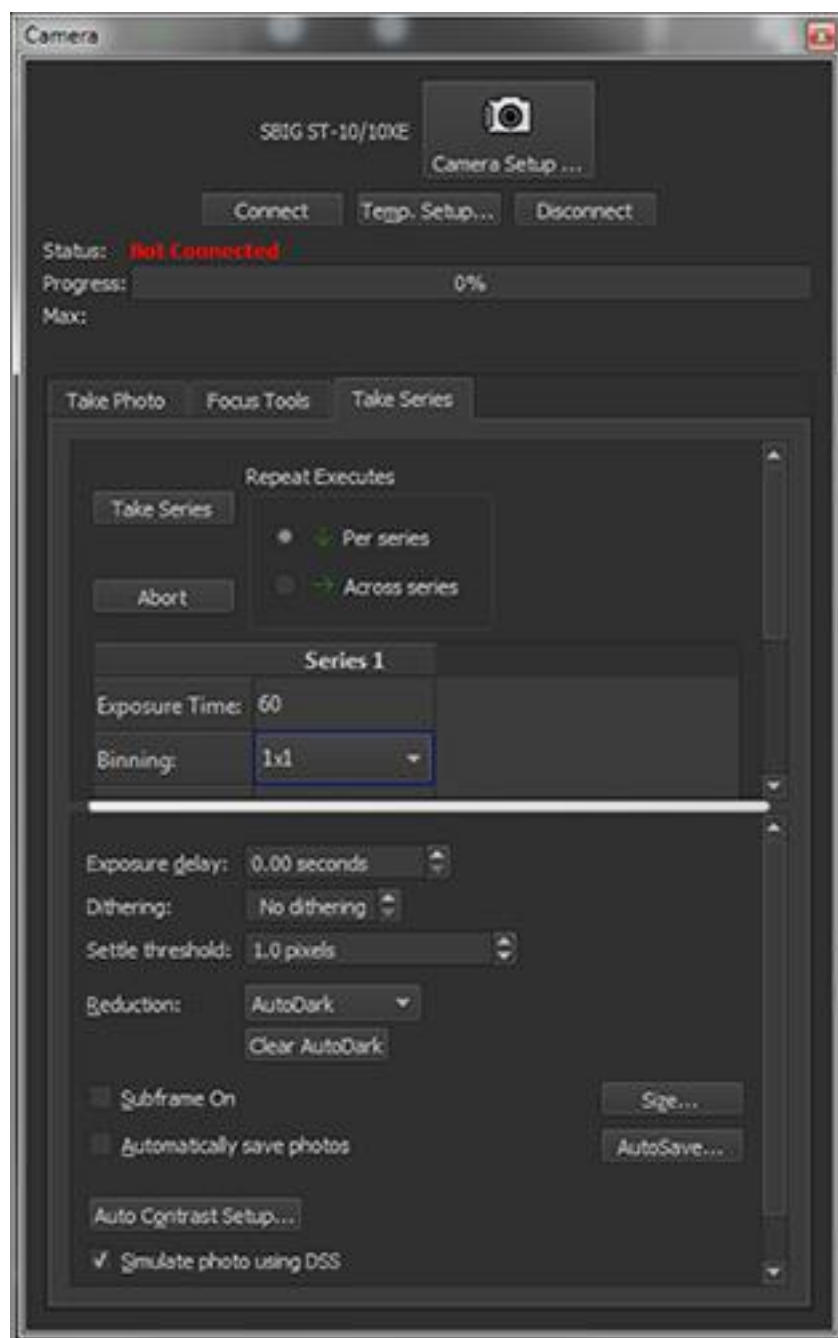 Camera
SBIG ST-10/10XE
Camera Setup ...
Connect Temp. Setup... Disconnect
Status: Not Connected
Progress: 0%
Max:
Take Photo Focus Tools Take Series
Repeat Executes
Take Series
Per series
Across series
Abort
Series 1
Exposure Time: 60
Binning: 1x1
Exposure delay: 0.00 seconds
Dithering: No dithering
Settle threshold: 1.0 pixels
Reduction: AutoDark
Clear AutoDark
Subframe On Size...
Automatically save photos AutoSave...
Auto Contrast Setup...
Simulate photo using DSS